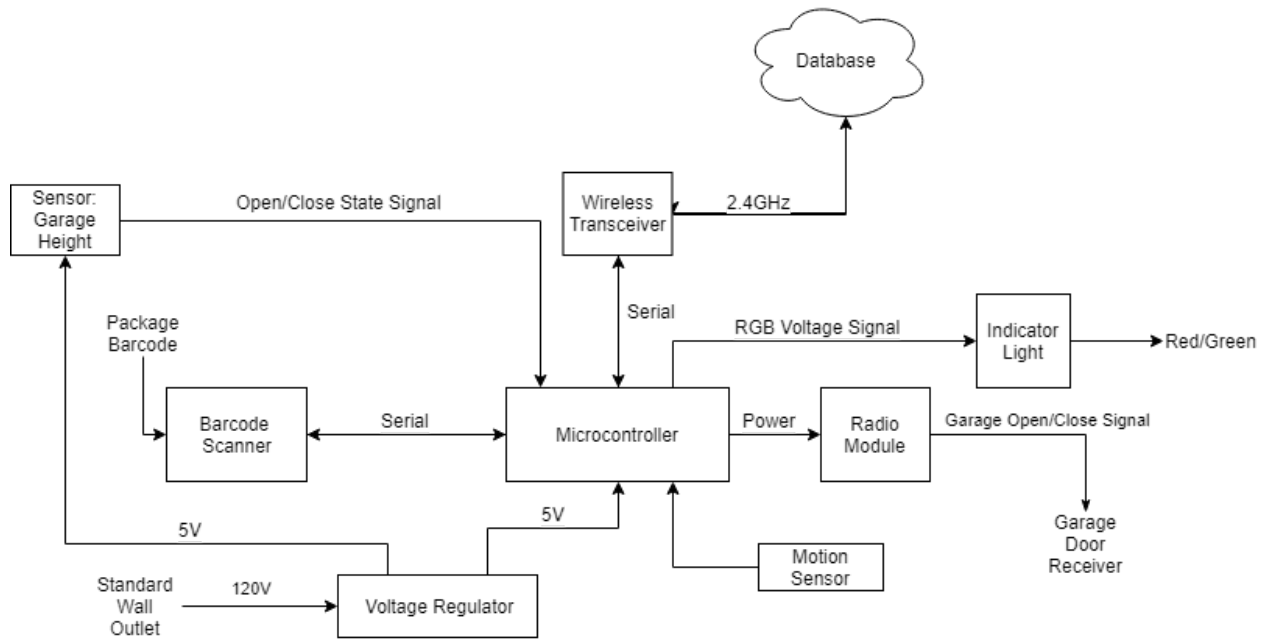 Database
Sensor:
Garage
Height
Open/Close State Signal
Wireless
Transceiver
2.4GHz
Serial
Package
Barcode
RGB Voltage Signal
Indicator
Light
Red/Green
Barcode
Scanner
Serial
Microcontroller
Power
Radio
Module
Garage Open/Close Signal
5V
5V
Motion
Sensor
Garage
Door
Receiver
Standard
Wall
Outlet
120V
Voltage Regulator